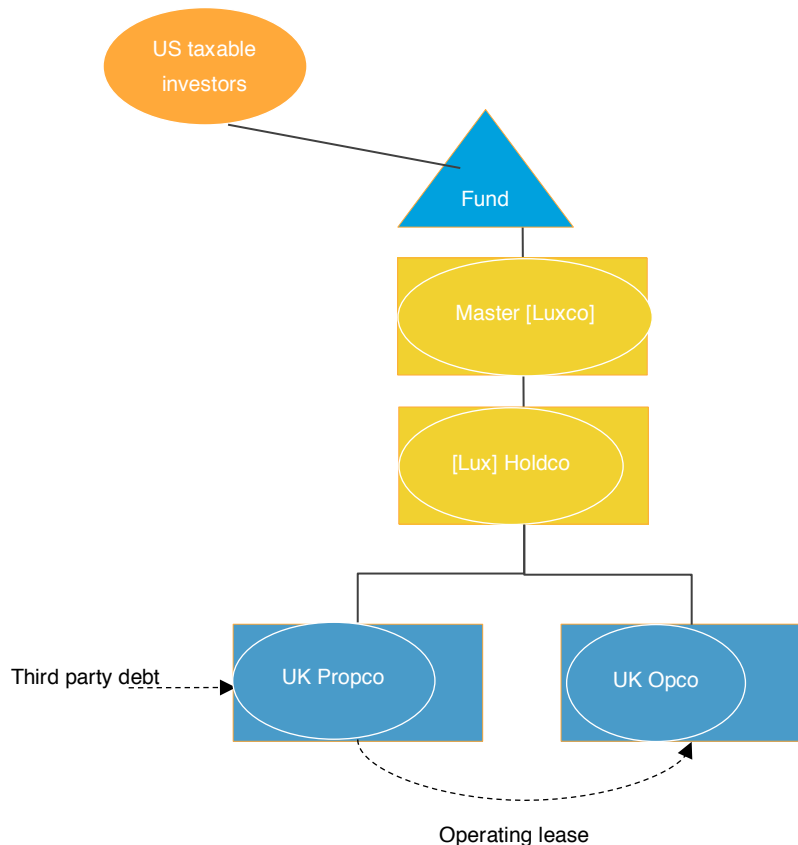 US taxable
investors
Fund
Master [Luxco]
[Lux] Holdco
Third party debt
UK Propco
UK Opco
Operating lease